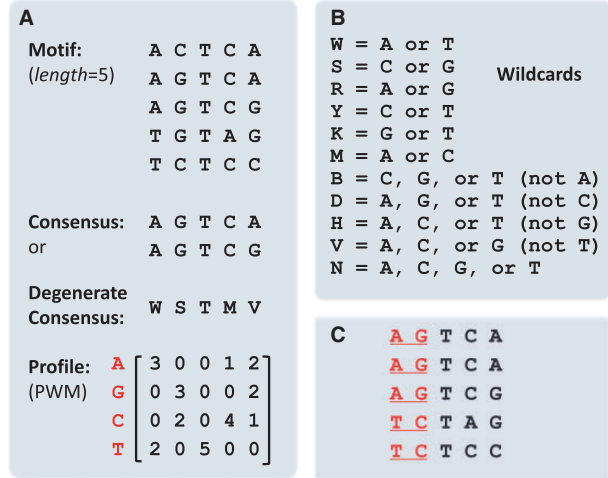 A
Motif: A C T C A
(length=5) A G T C A
A G T C G
T G T A G
T C T C C
Consensus: A G T C A
or A G T C G
Degenerate
Consensus: W S T M V
Profile: A 3 0 0 1 2
(PWM) G 0 3 0 0 2
C 0 2 0 4 1
T 2 0 5 0 0
B
Wildcards
W = A or T
S = C or G
R = A or G
Y = C or T
K = G or T
M = A or C
B = C, G, or T (not A)
D = A, G, or T (not C)
H = A, C, or T (not G)
V = A, C, or G (not T)
N = A, C, G, or T
C
A G T C A
A G T C A
A G T C G
T C T A G
T C T C C